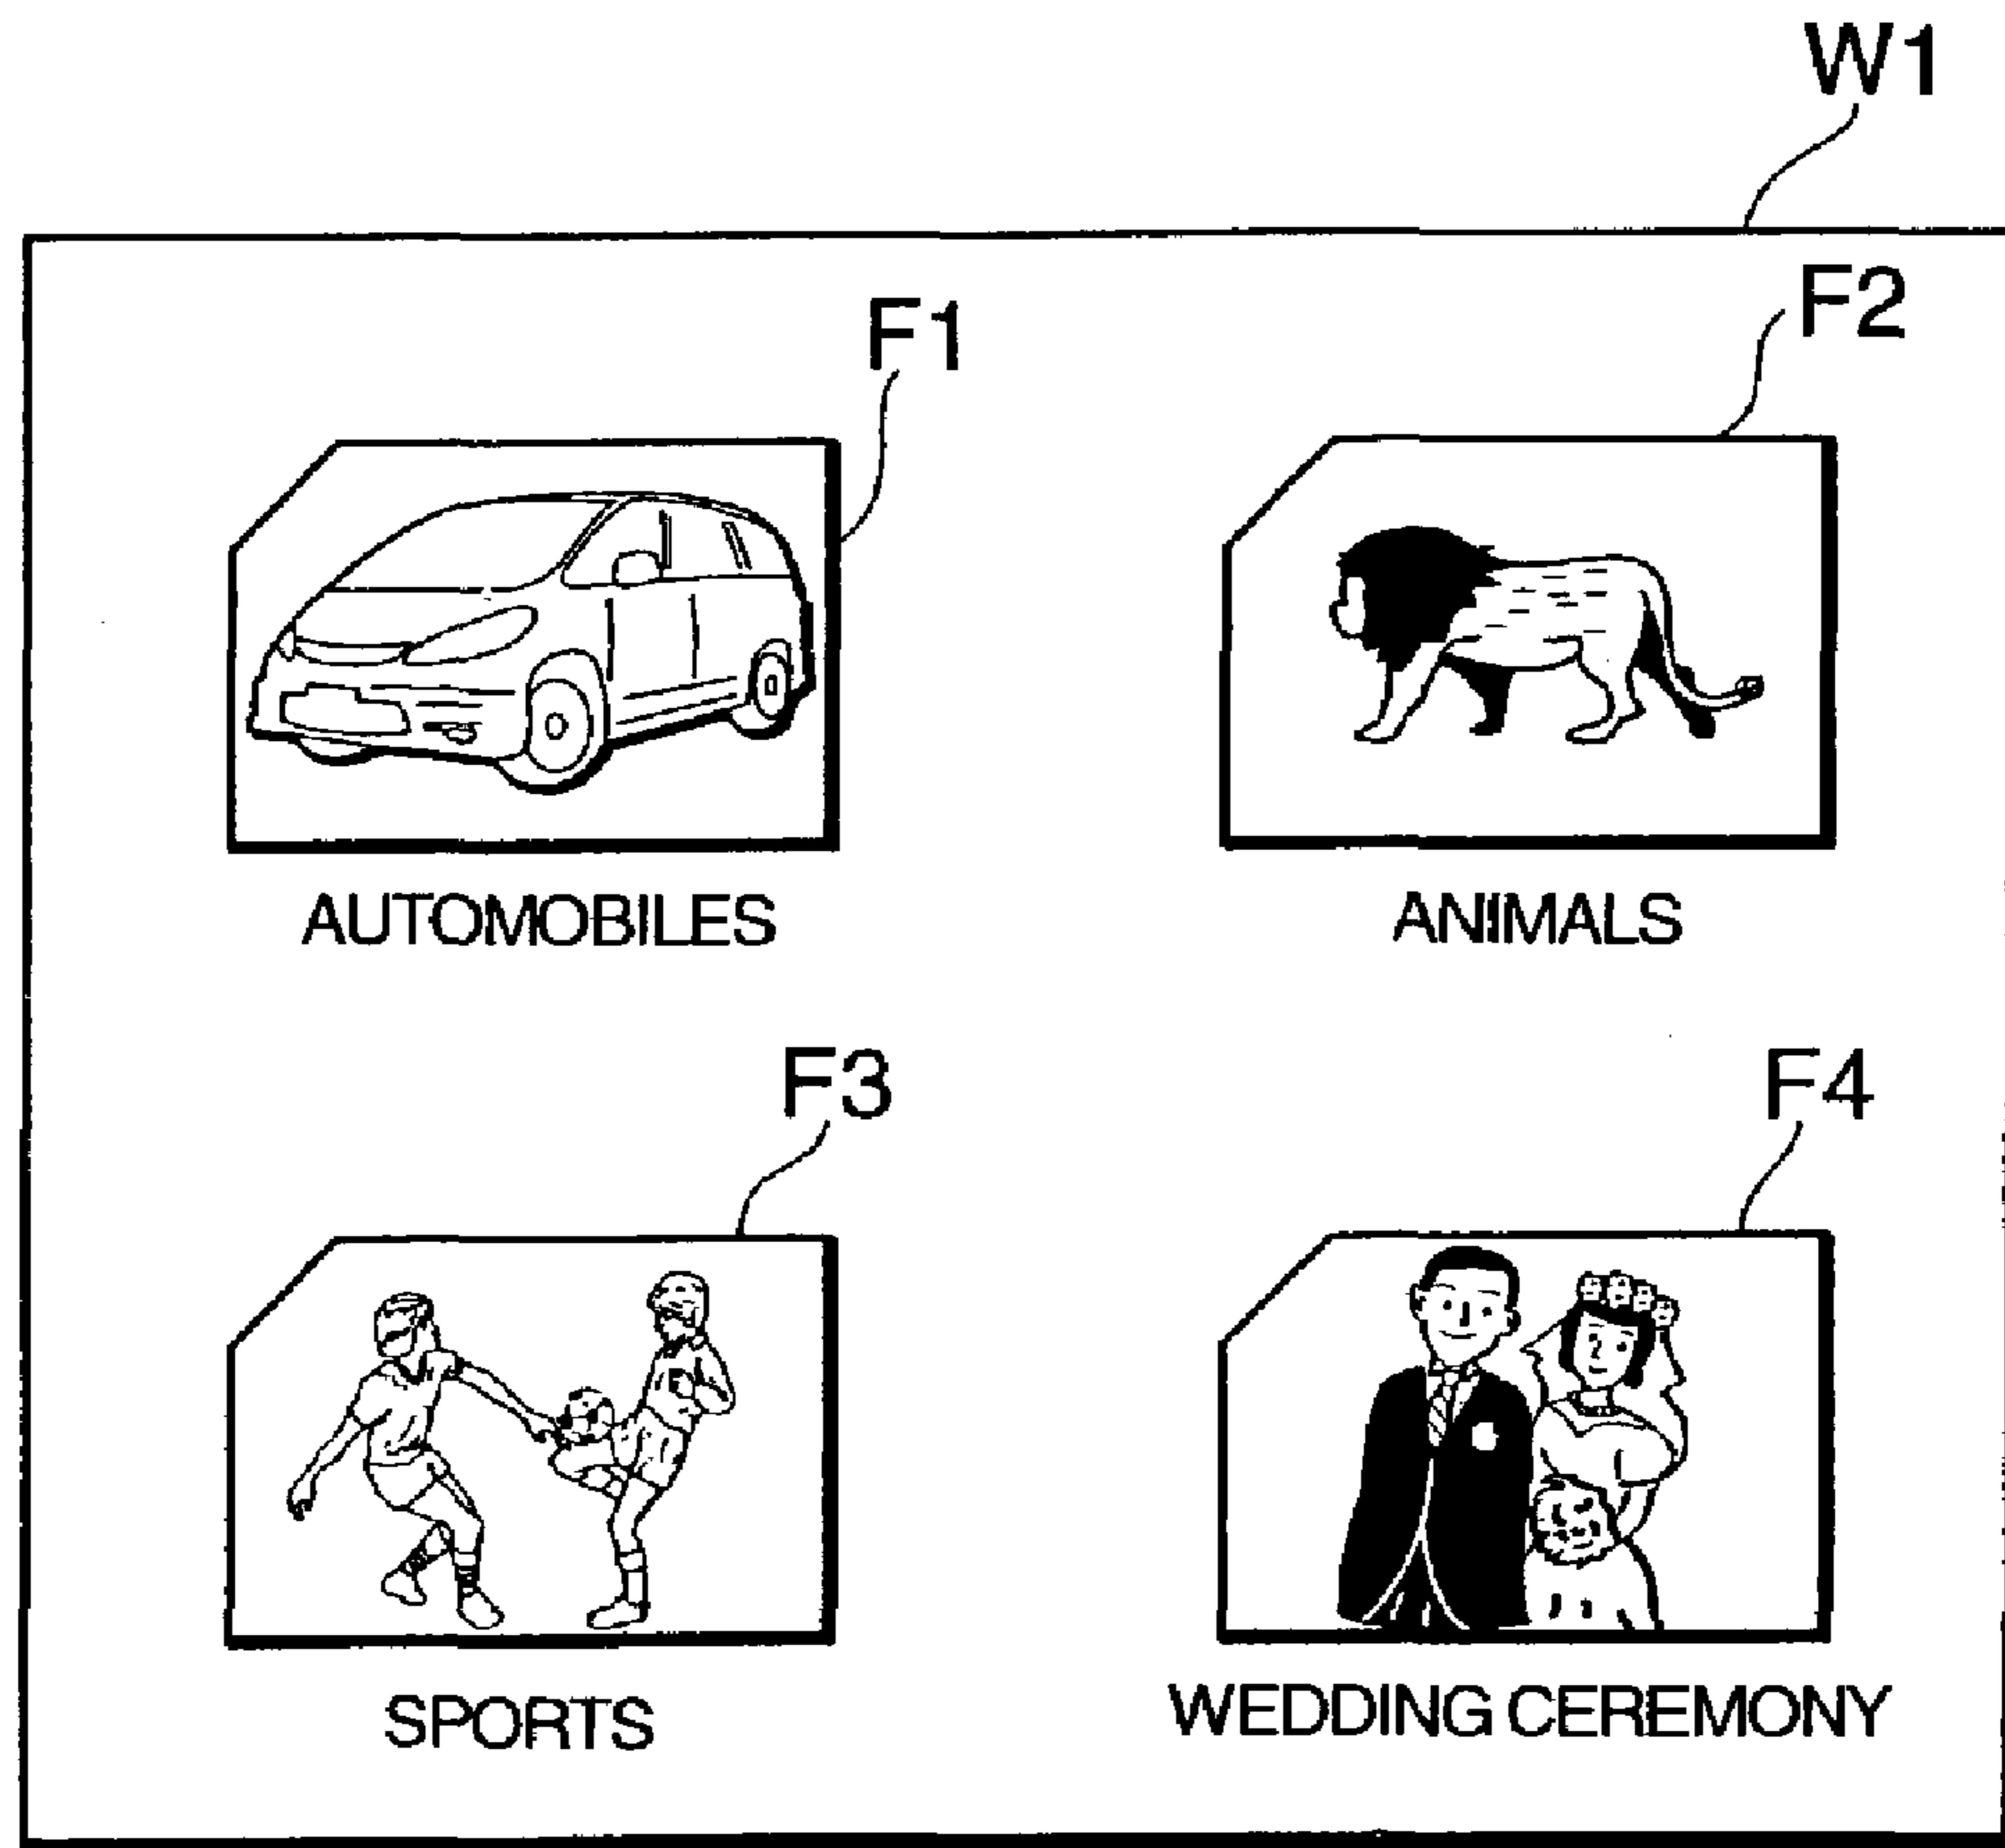 W1
F1
F2
AUTOMOBILES
ANIMALS
F3
F4
SPORTS
WEDDING CEREMONY